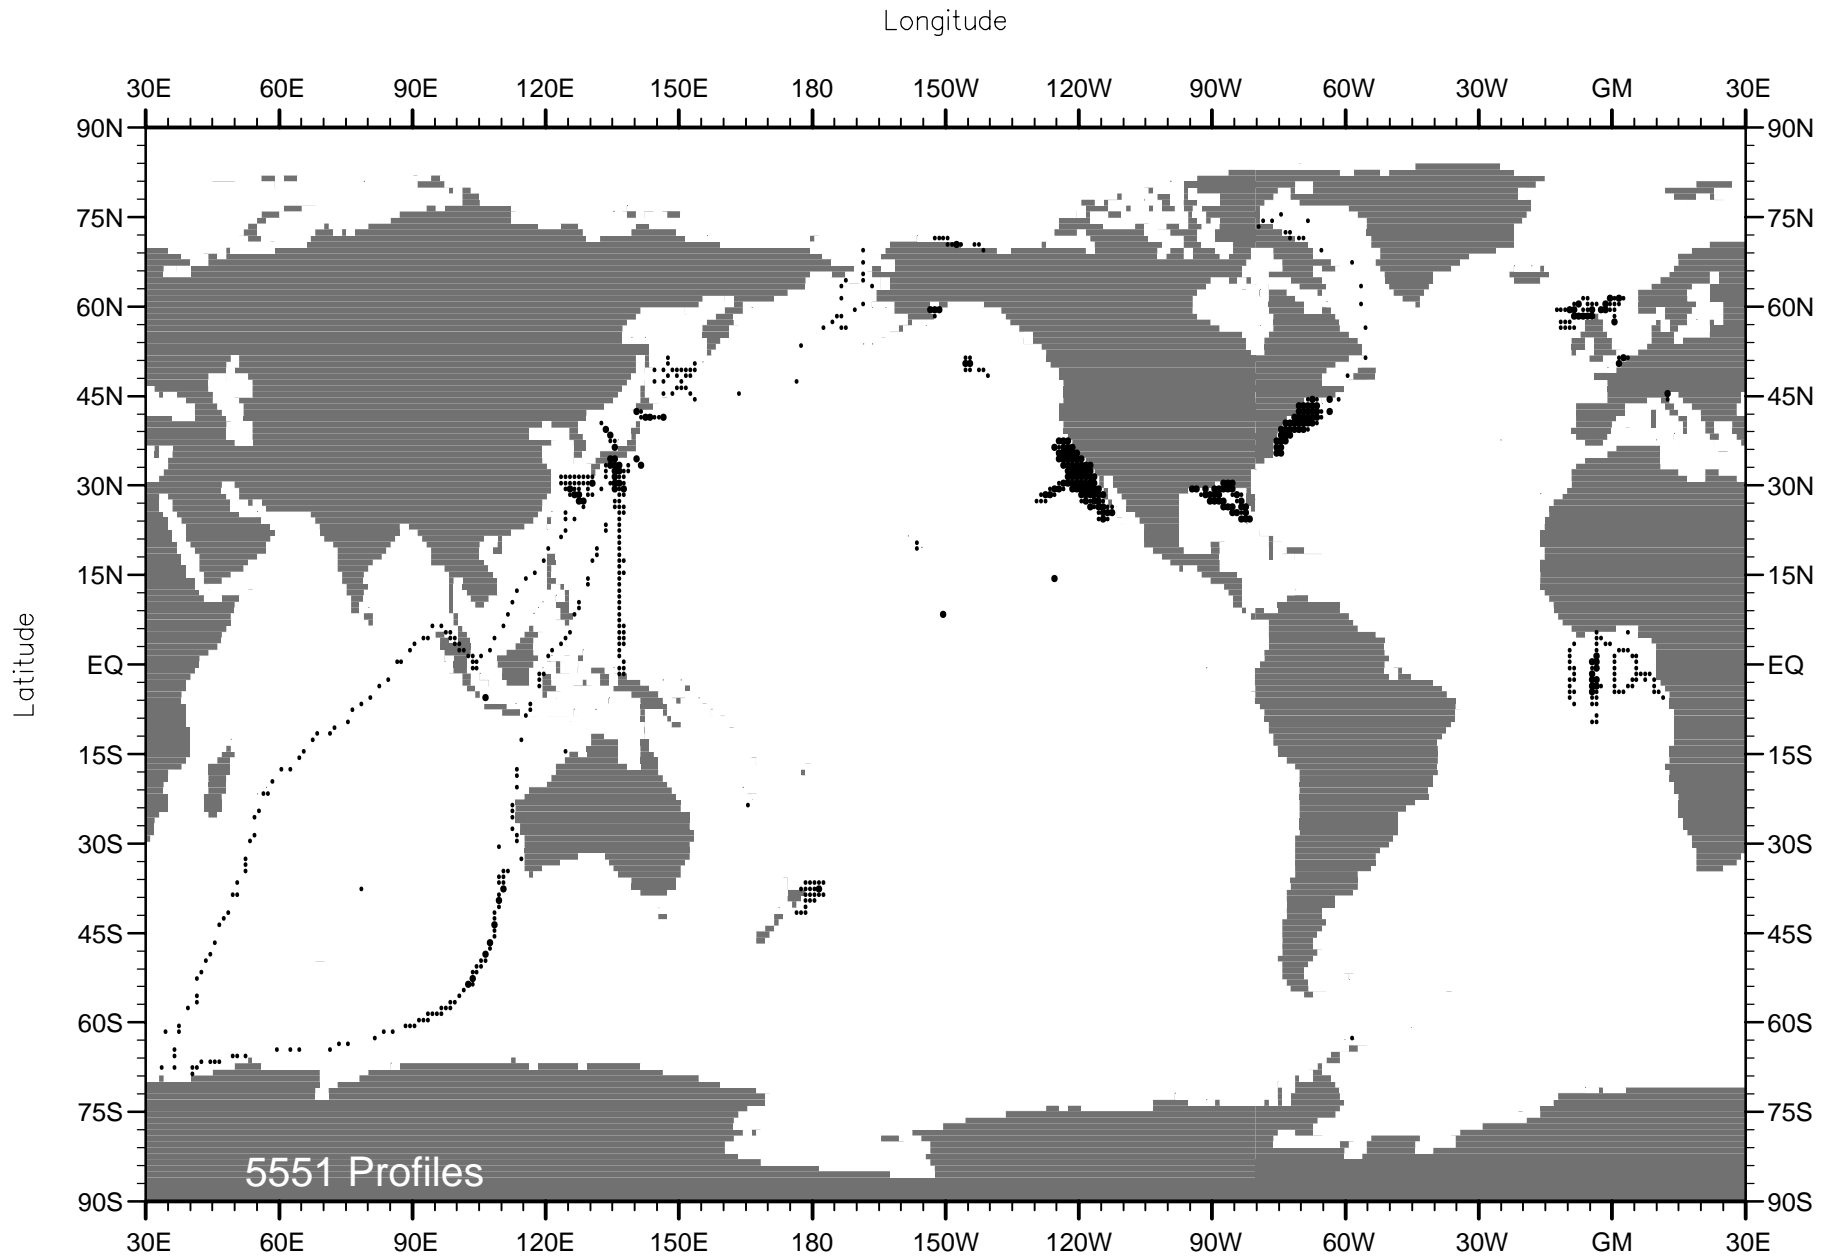 Longitude
30E 60E 90E 120E 150E 180 150W 120W 90W 60W 30W GM 30E
90N 90N
75N 75N
60N 60N
45N 45N
30N 30N
15N 15N
Latitude
EQ EQ
15S 15S
30S 30S
45S 45S
60S 60S
75S 75S
5551 Profiles
90S 90S
30E 60E 90E 120E 150E 180 150W 120W 90W 60W 30W GM 30E